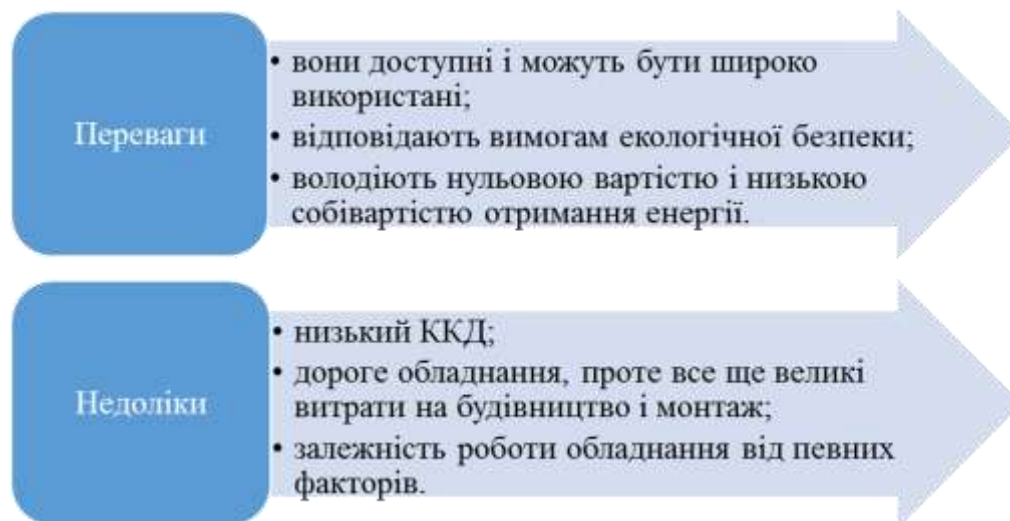 Переваги
• вони доступні і можуть бути широко
використані;
• відповідають вимогам екологічної безпеки;
• володіють нульовою вартістю і низькою
собівартістю отримання енергії.
Недоліки
• низький ККД;
• дороге обладнання, проте все ще великі
витрати на будівництво і монтаж;
• залежність роботи обладнання від певних
факторів.